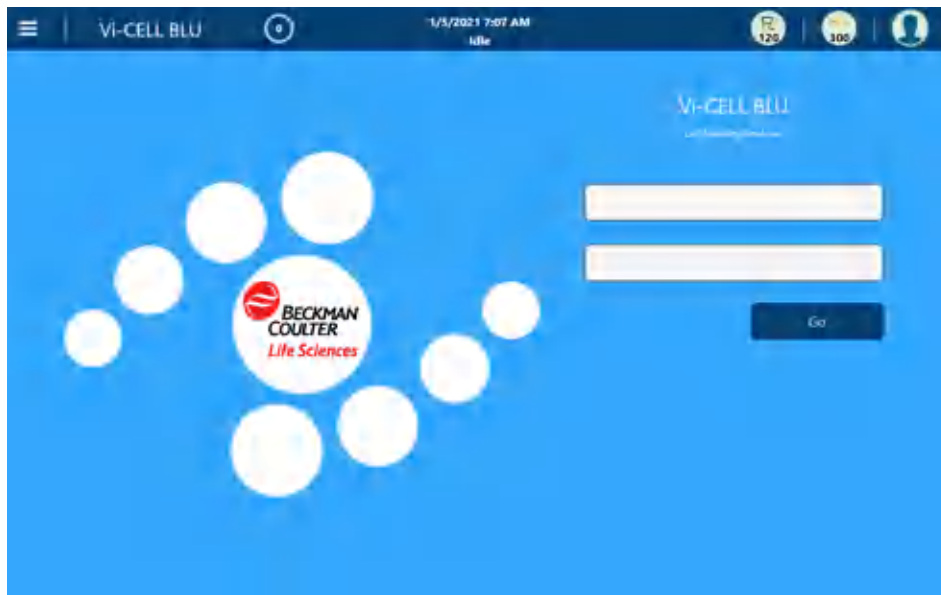 Vi-CELL BLU
1/5/2021 7:07 AM
Idle
R
120
300
Vi-CELL BLU
BECKMAN
COULTER
Life Sciences
Go